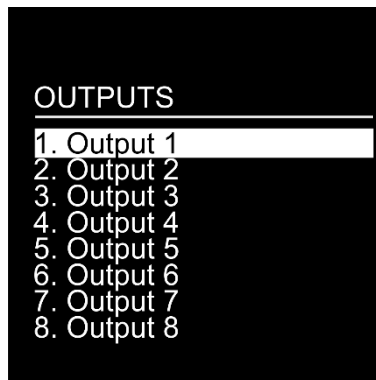 OUTPUTS
1. Output 1
2. Output 2
3. Output 3
4. Output 4
5. Output 5
6. Output 6
7. Output 7
8. Output 8